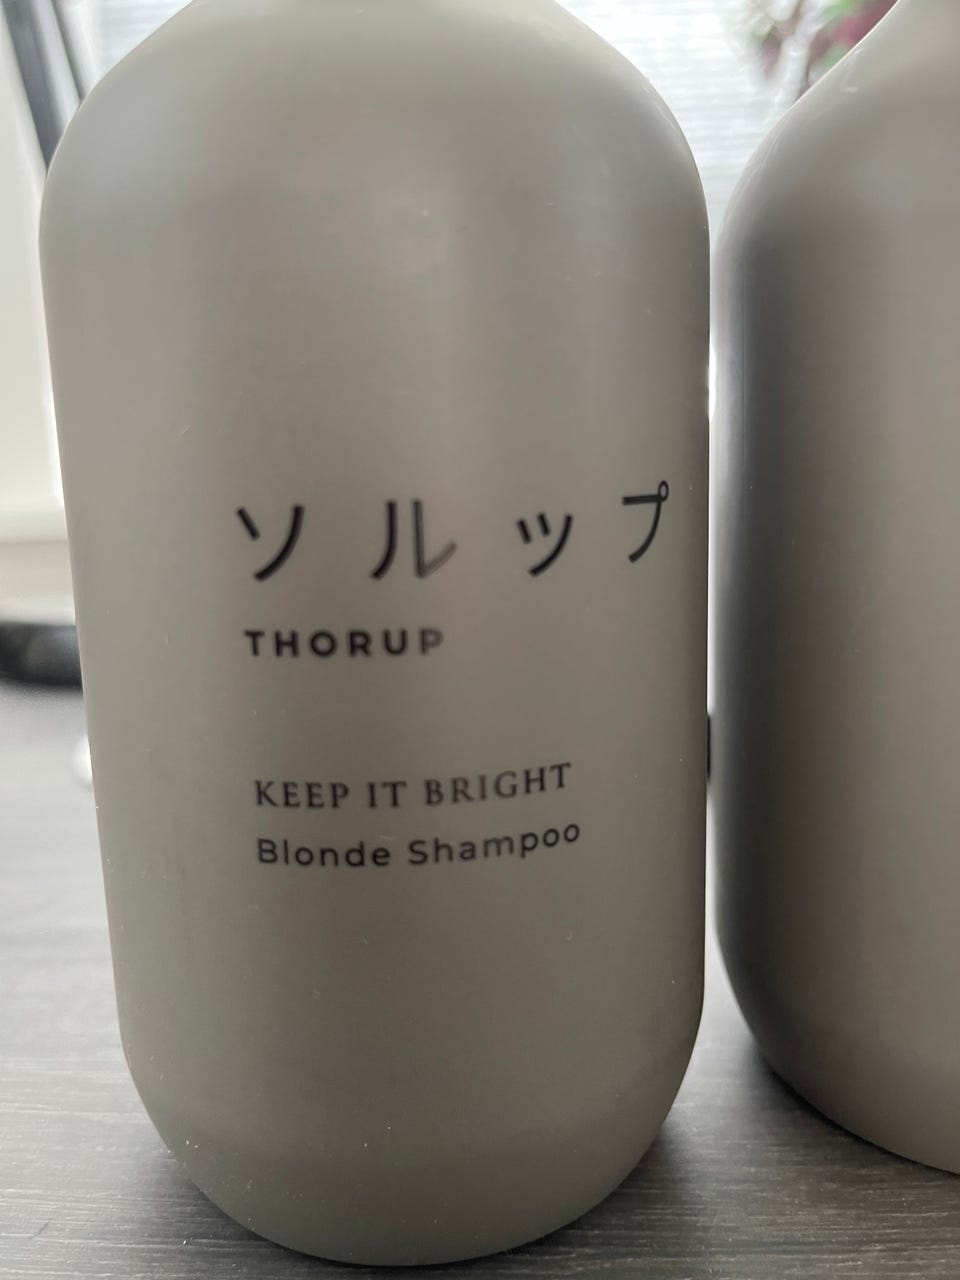 ソルップ
THORUP
KEEP IT BRIGHT
Blonde Shampoo